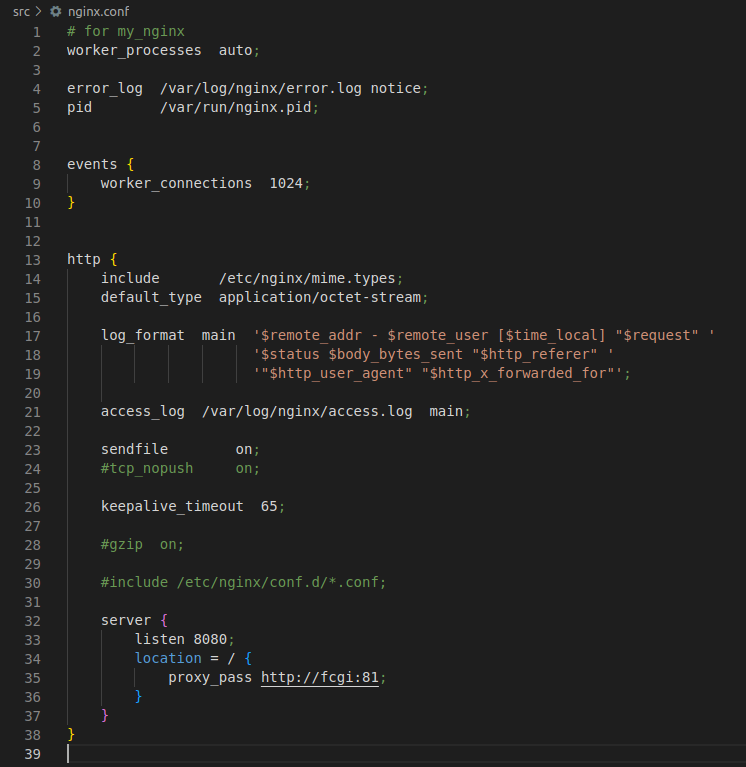 src > nginx.conf
1 # for my_nginx
2 worker_processes  auto;
3
4 error_log  /var/log/nginx/error.log notice;
5 pid        /var/run/nginx.pid;
6
7
8 events {
9     worker_connections  1024;
10 }
11
12
13 http {
14     include       /etc/nginx/mime.types;
15     default_type  application/octet-stream;
16
17     log_format  main  '$remote_addr - $remote_user [$time_local] "$request" '
18                       '$status $body_bytes_sent "$http_referer" '
19                       '"$http_user_agent" "$http_x_forwarded_for"';
20
21     access_log  /var/log/nginx/access.log  main;
22
23     sendfile        on;
24     #tcp_nopush     on;
25
26     keepalive_timeout  65;
27
28     #gzip  on;
29
30     #include /etc/nginx/conf.d/*.conf;
31
32     server {
33         listen 8080;
34         location = / {
35             proxy_pass http://fcgi:81;
36         }
37     }
38 }
39